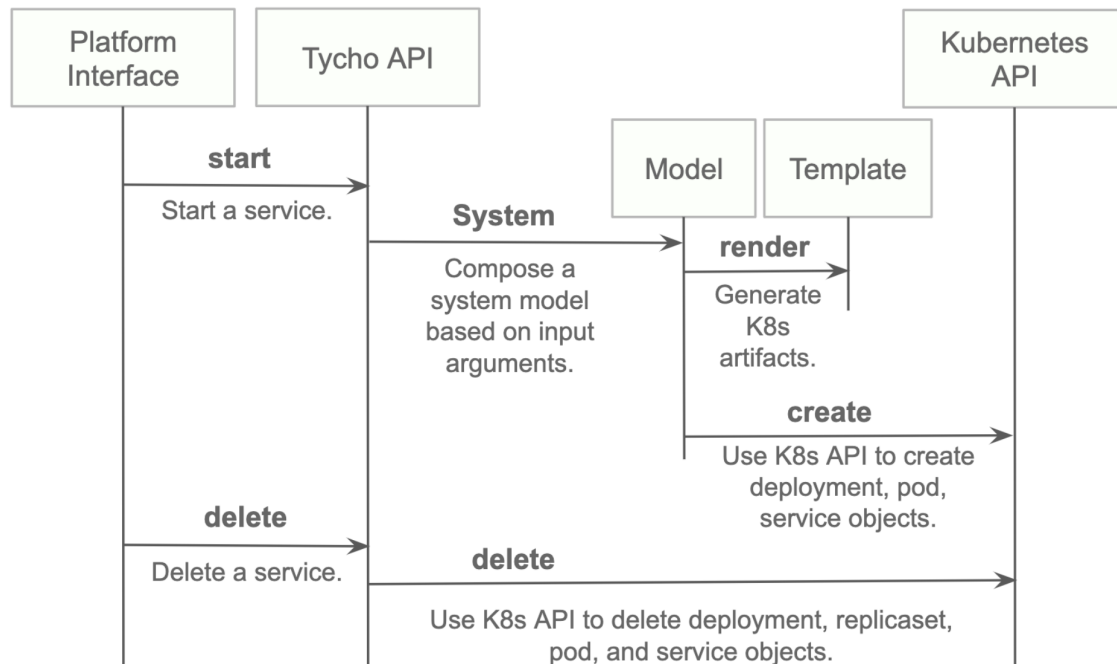 Platform
Interface
Tycho API
Kubernetes
API
Model
Template
start
Start a service.
System
Compose a
system model
based on input
arguments.
render
Generate
K8s
artifacts.
create
Use K8s API to create
deployment, pod,
service objects.
delete
Delete a service.
delete
Use K8s API to delete deployment, replicaset,
pod, and service objects.